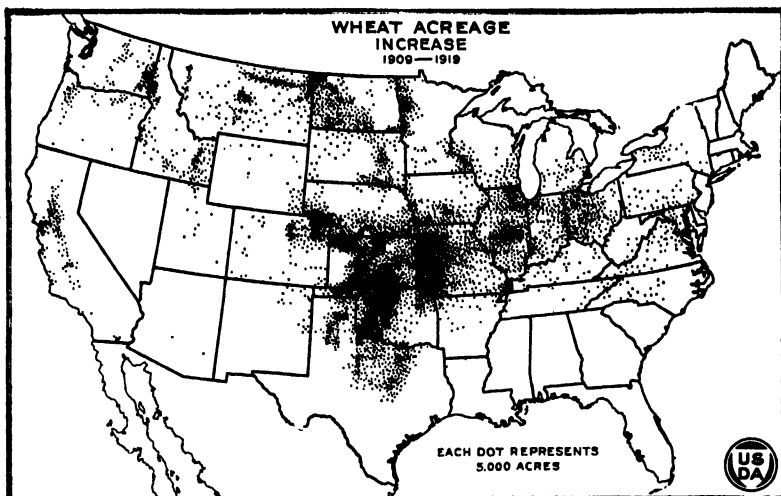 WHEAT ACREAGE
INCREASE
1909—1919
EACH DOT REPRESENTS
5,000 ACRES
US
DA